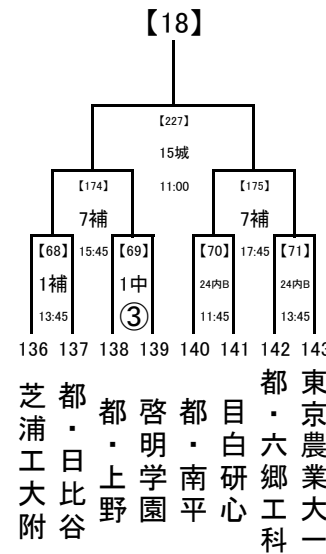 【18】
【227】
15城
11:00
【174】 【175】
7補 7補
【68】 15:45 【69】 【70】 17:45 【71】
1補 1中 24内B 24内B
13:45 ③ 11:45 13:45
136 137 138 139 140 141 142 143
芝浦工大附
都・日比谷
都・上野
啓明学園
都・南平
目白研心
都・六郷工科
東京農業大一